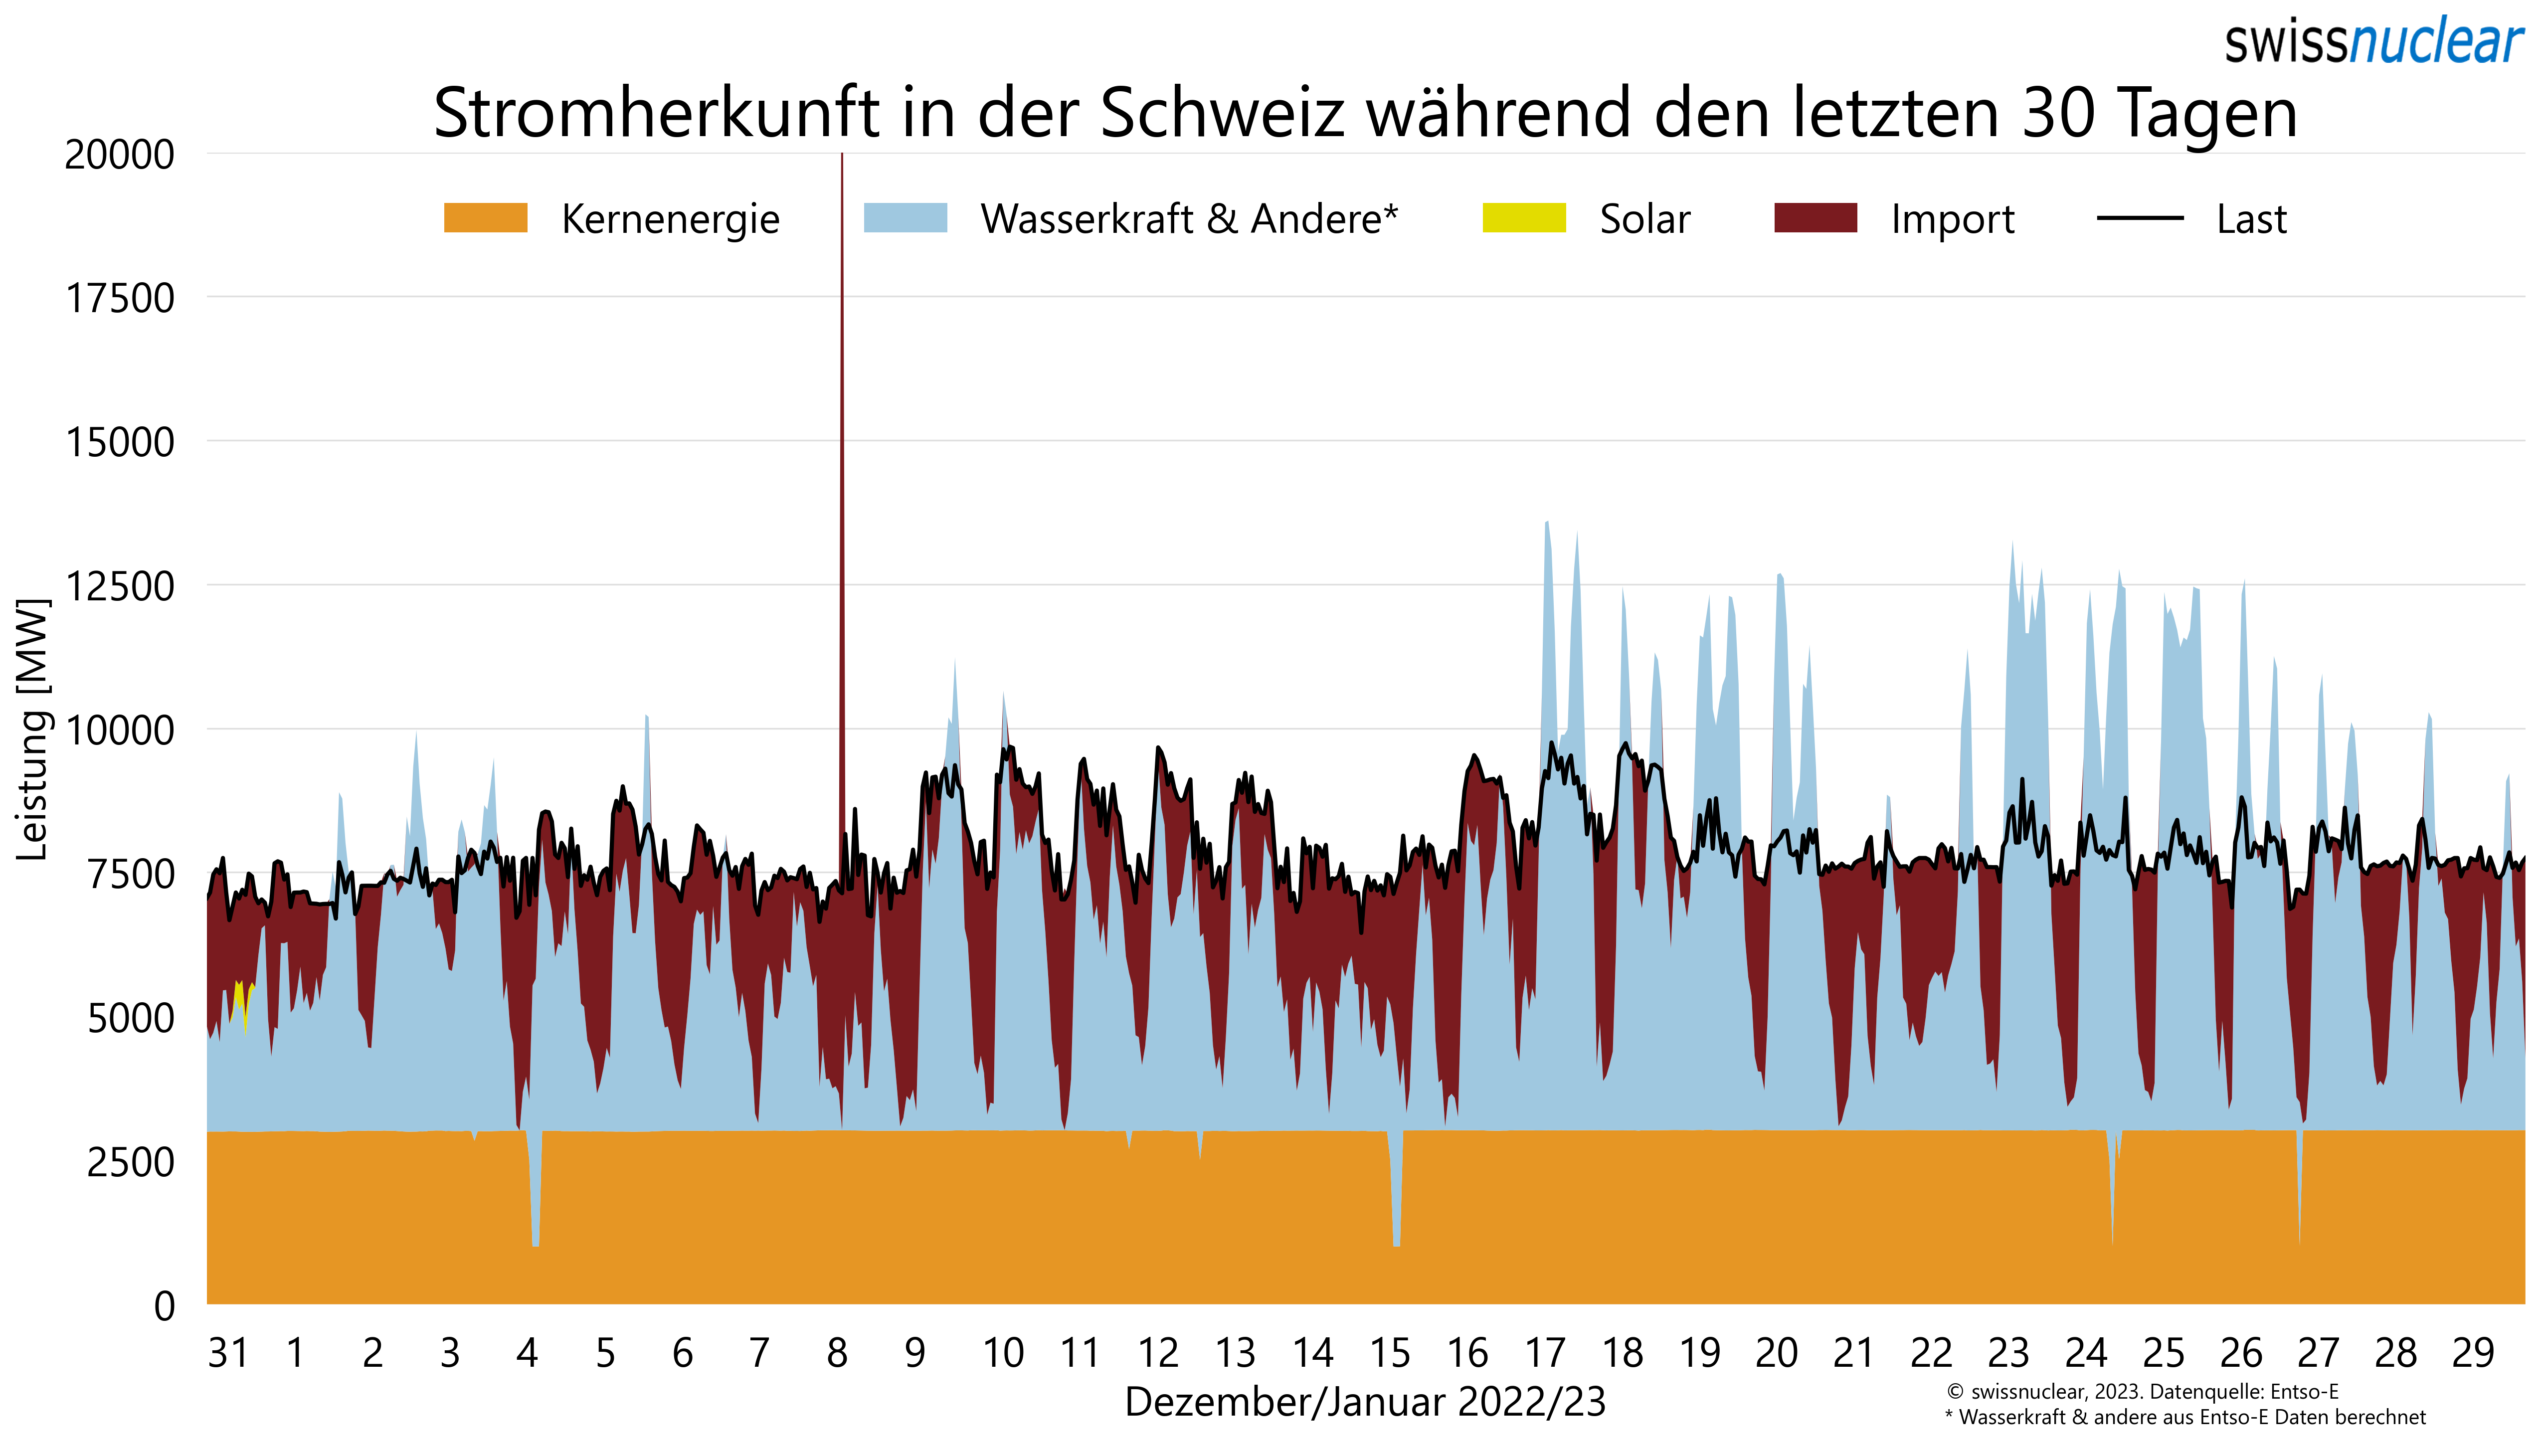 swissnuclear
Stromherkunft in der Schweiz während den letzten 30 Tagen
20000
17500
15000
12500
10000
7500
5000
2500
0
Leistung [MW]
Kernenergie Wasserkraft & Andere* Solar Import Last
31 1 2 3 4 5 6 7 8 9 10 11 12 13 14 15 16 17 18 19 20 21 22 23 24 25 26 27 28 29
Dezember/Januar 2022/23
© swissnuclear, 2023. Datenquelle: Entso-E
* Wasserkraft & andere aus Entso-E Daten berechnet